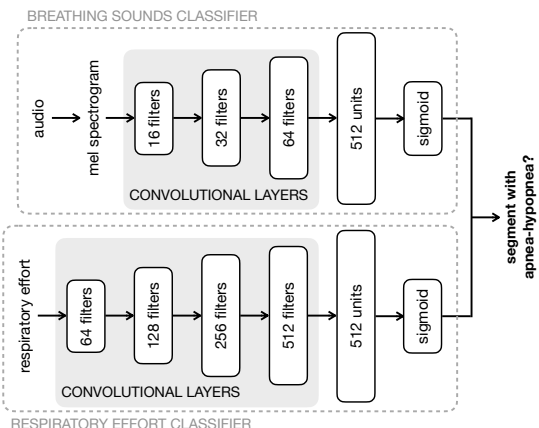 BREATHING SOUNDS CLASSIFIER
audio
mel spectrogram
16 filters
32 filters
64 filters
512 units
sigmoid
CONVOLUTIONAL LAYERS
segment with
apnea-hypopnea?
respiratory effort
64 filters
128 filters
256 filters
512 filters
512 units
sigmoid
CONVOLUTIONAL LAYERS
RESPIRATORY EFFORT CLASSIFIER